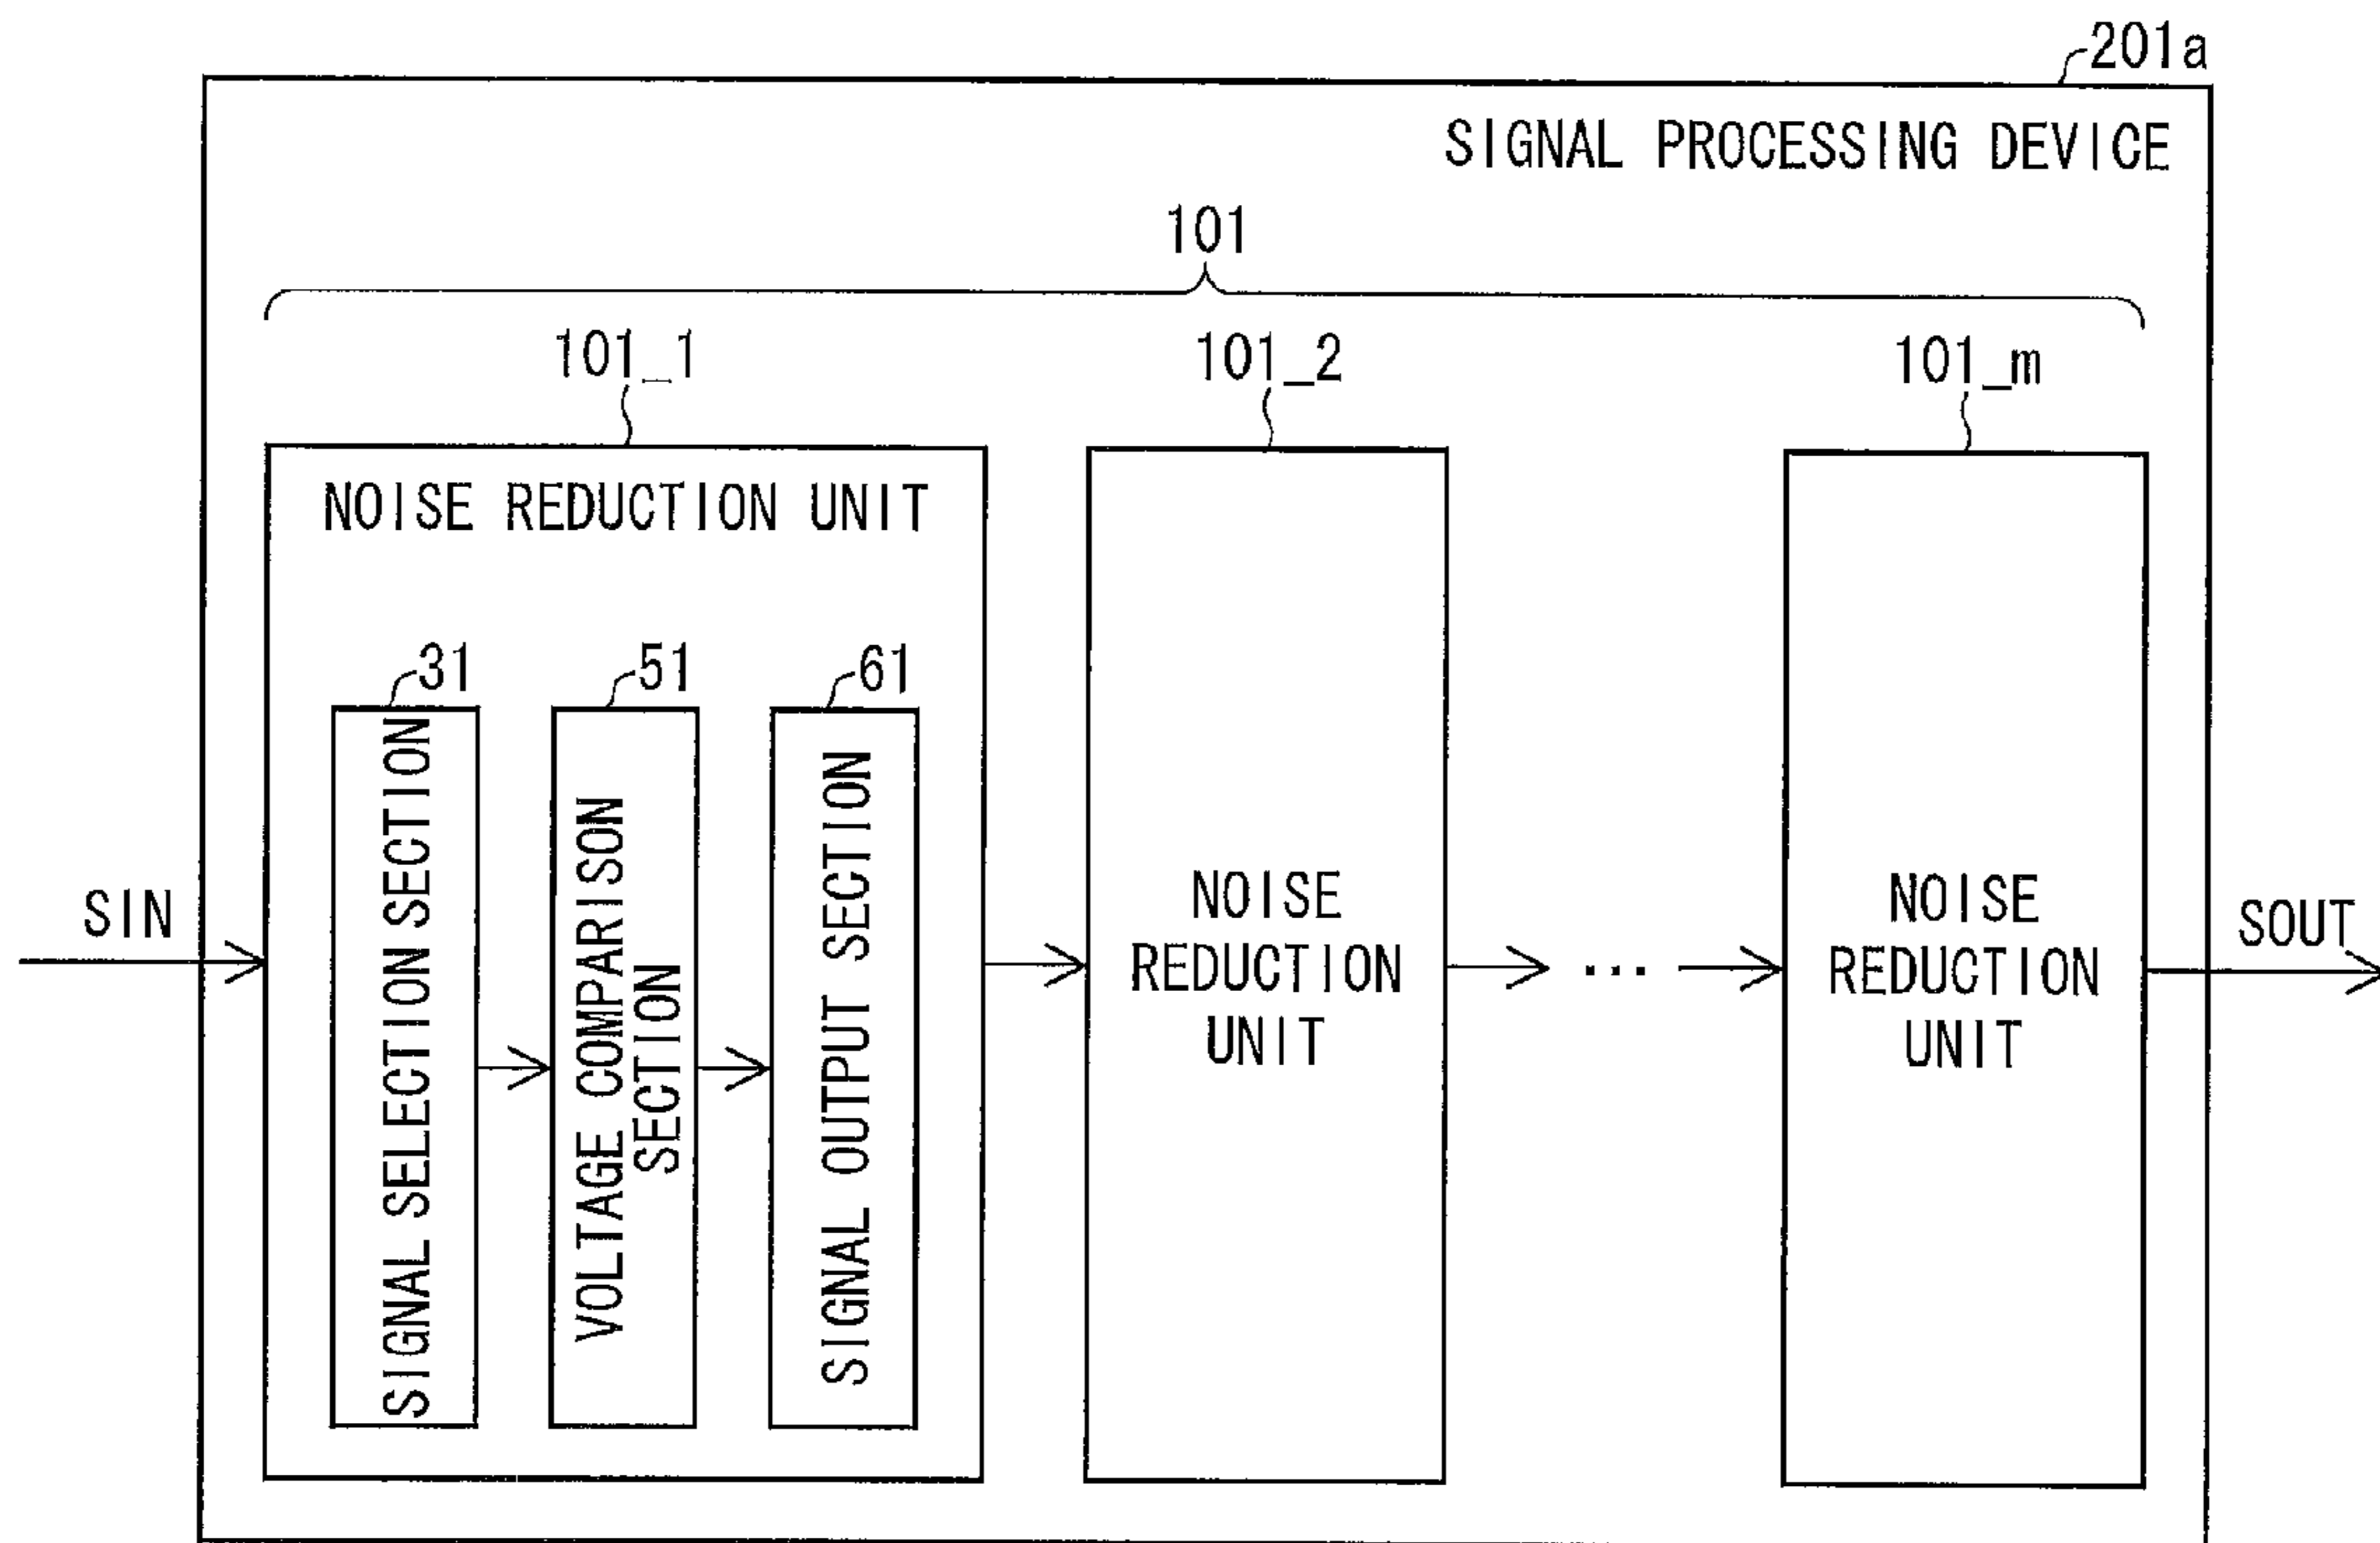 201a
SIGNAL PROCESSING DEVICE
101
101_1
101_2
101_m
NOISE REDUCTION UNIT
31
51
61
SIGNAL SELECTION SECTION
VOLTAGE COMPARISON
SECTION
SIGNAL OUTPUT SECTION
NOISE
REDUCTION
UNIT
...
NOISE
REDUCTION
UNIT
SIN
SOUT